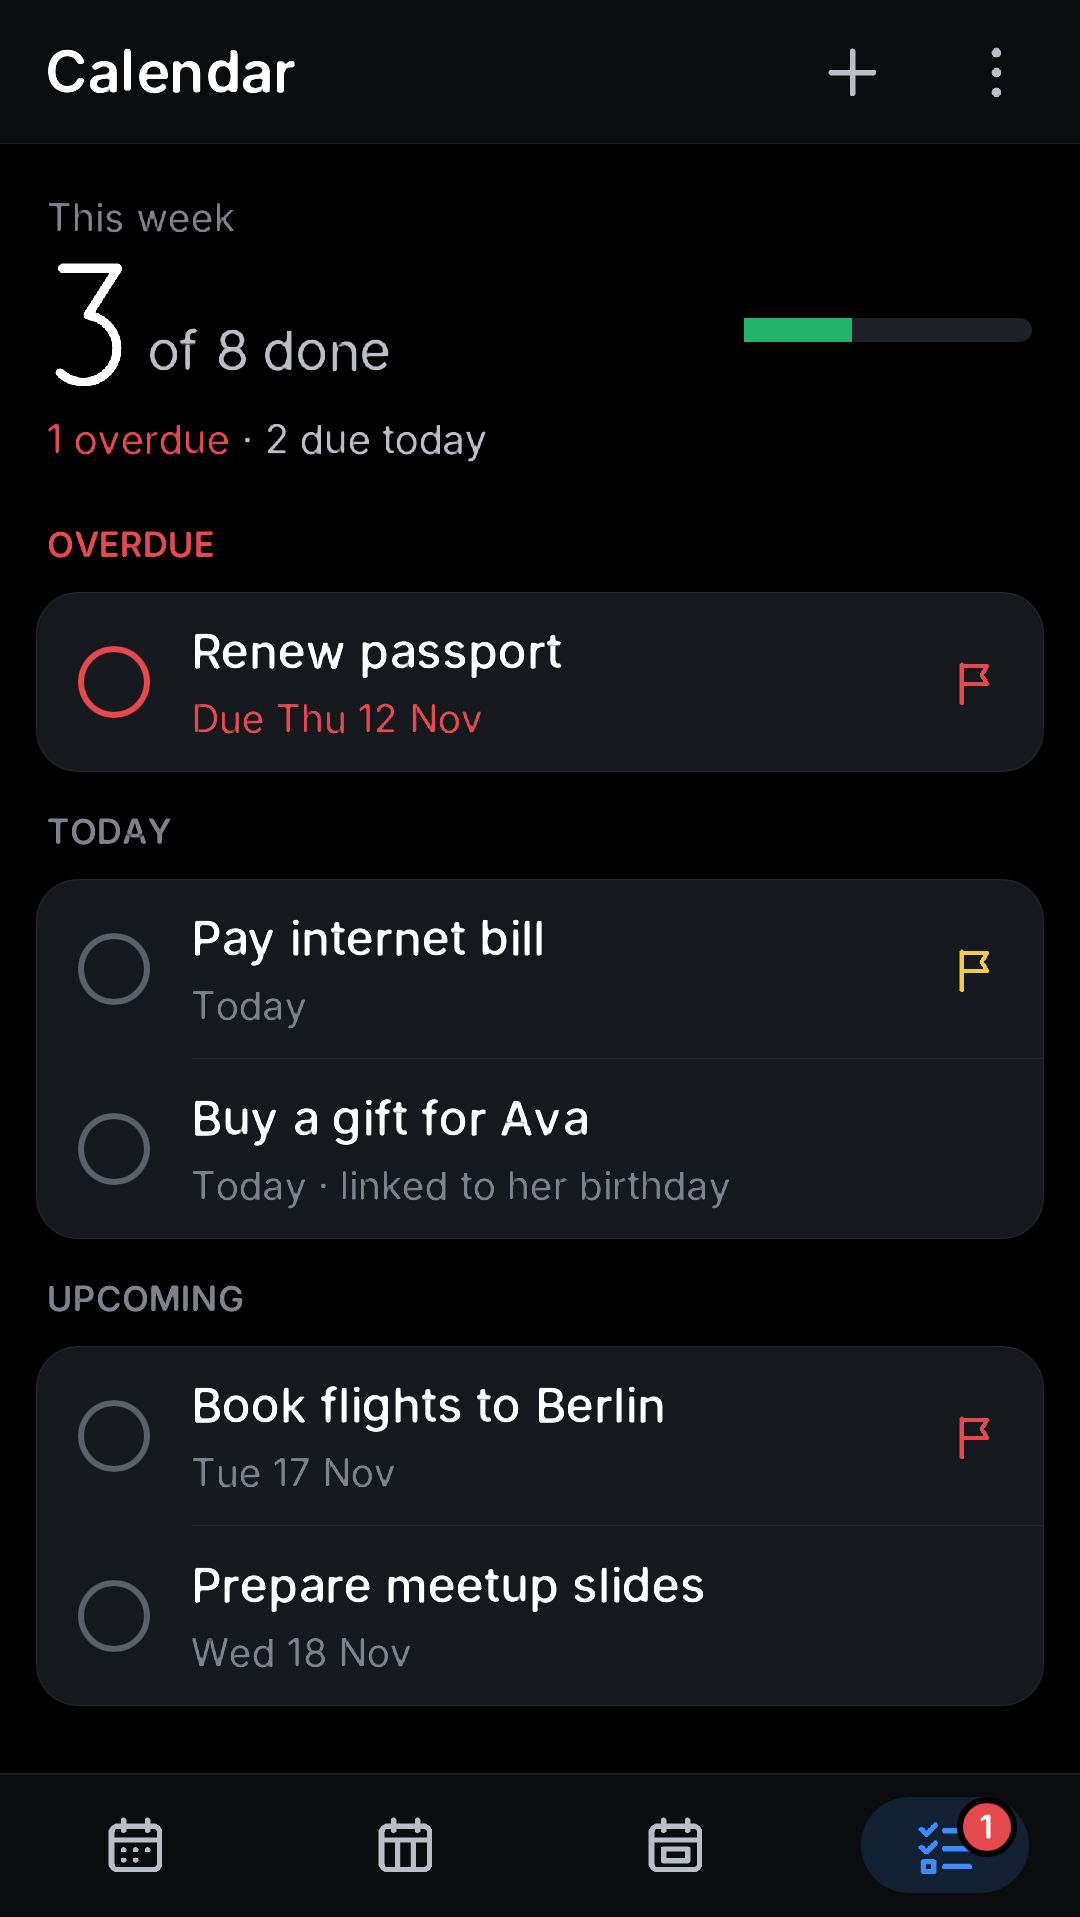 Calendar
This week
3 of 8 done
1 overdue · 2 due today
OVERDUE
Renew passport
Due Thu 12 Nov
TODAY
Pay internet bill
Today
Buy a gift for Ava
Today · linked to her birthday
UPCOMING
Book flights to Berlin
Tue 17 Nov
Prepare meetup slides
Wed 18 Nov
1